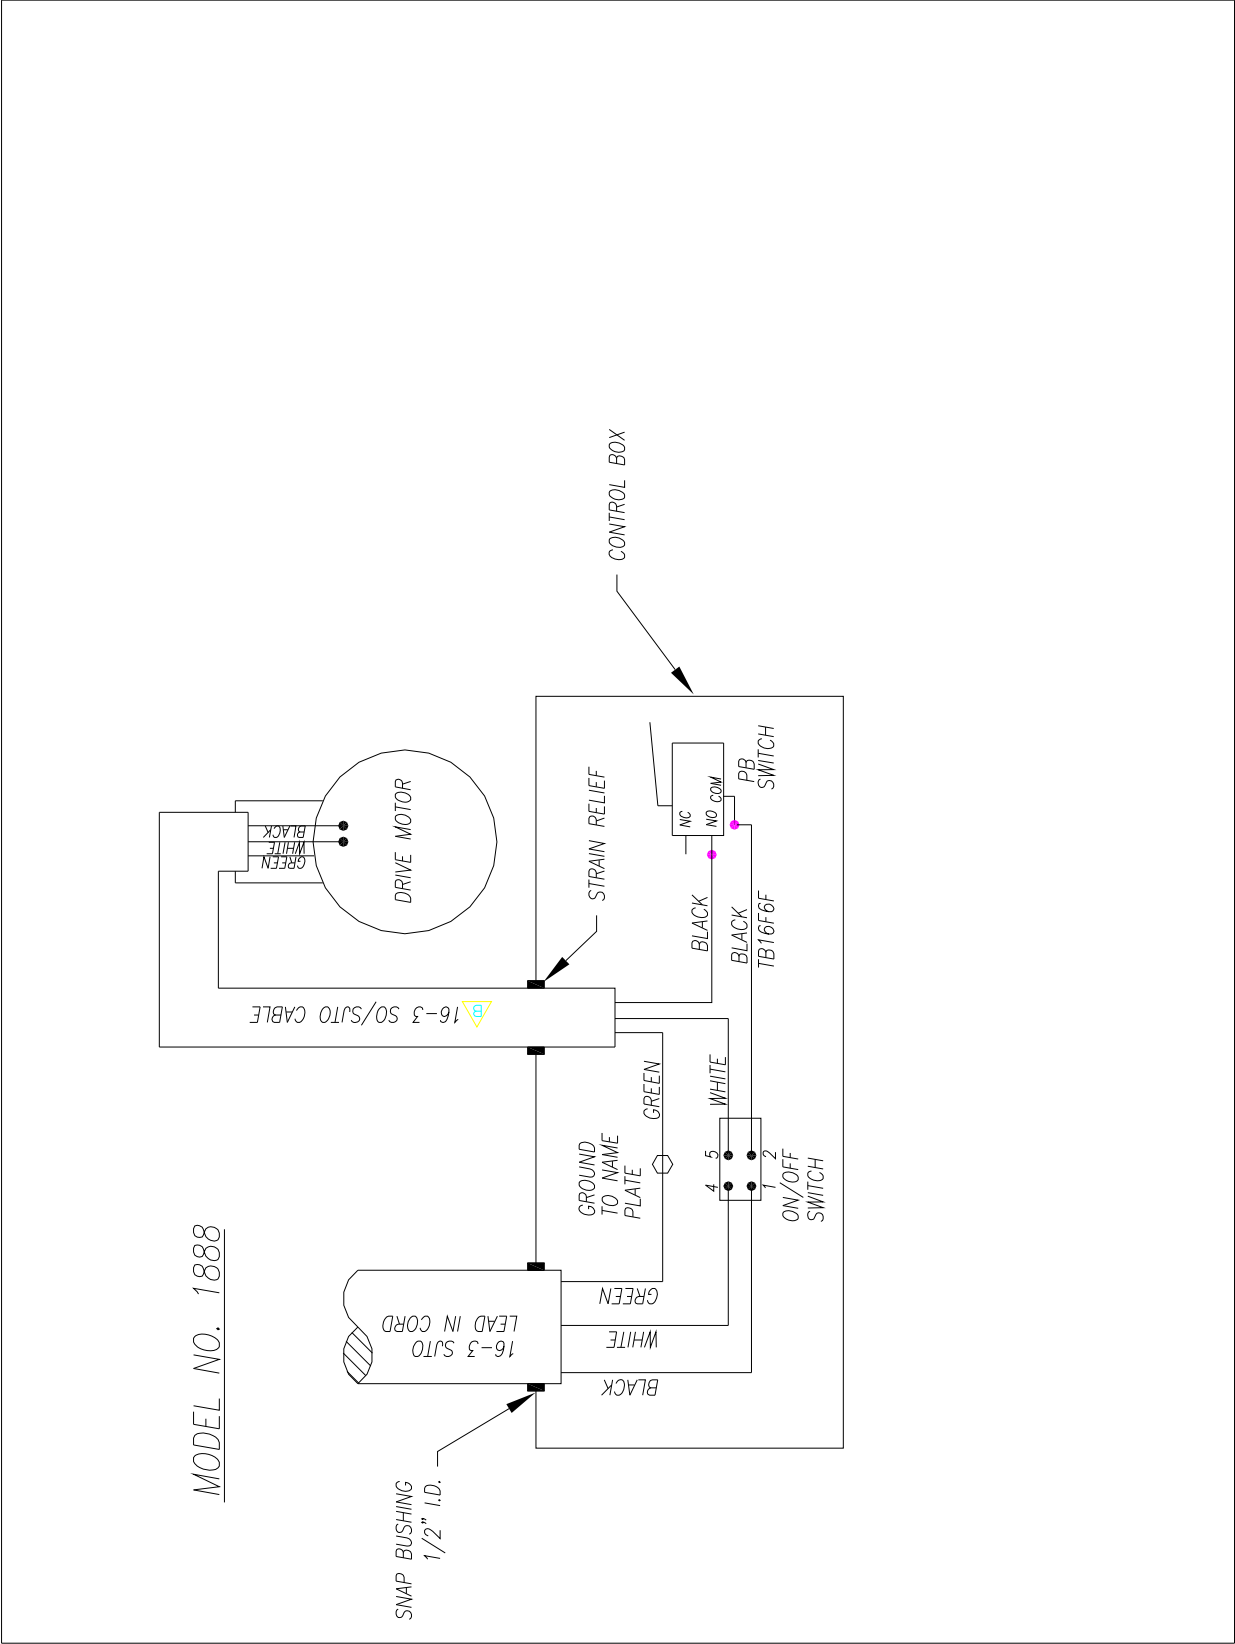 MODEL NO. 1888
SNAP BUSHING
1/2" I.D.
16-3 SJTO
LEAD IN CORD
BLACK
WHITE
GREEN
GROUND
TO NAME
PLATE
GREEN
WHITE
4 5
1 2
ON/OFF
SWITCH
16-3 SO/SJTO CABLE
B
STRAIN RELIEF
BLACK
BLACK
TB16F6F
NC
NO
COM
PB
SWITCH
GREEN
WHITE
BLACK
DRIVE MOTOR
CONTROL BOX